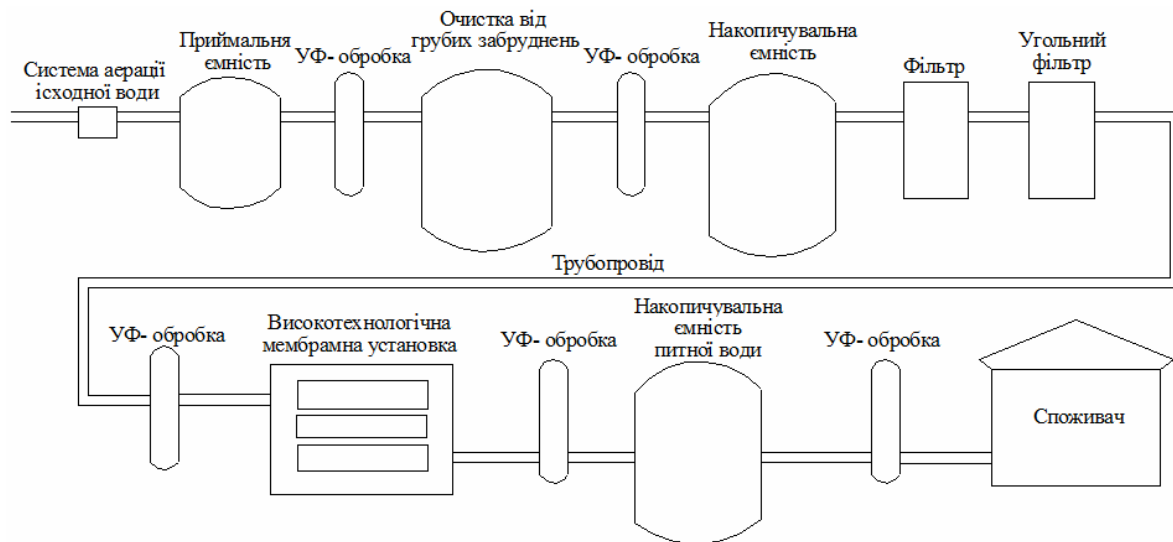 Система аерації
ісходної води
Приймальня
ємність
УФ- обробка
Очистка від
грубих забруднень
УФ- обробка
Накопичувальна
ємність
Фільтр
Угольний
фільтр
Трубопровід
УФ- обробка
Високотехнологічна
мембрамна установка
УФ- обробка
Накопичувальна
ємність
питної води
УФ- обробка
Споживач